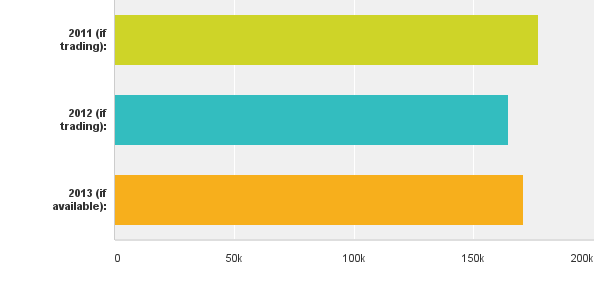 2011 (if
trading):
2012 (if
trading):
2013 (if
available):
0 50k 100k 150k 200k